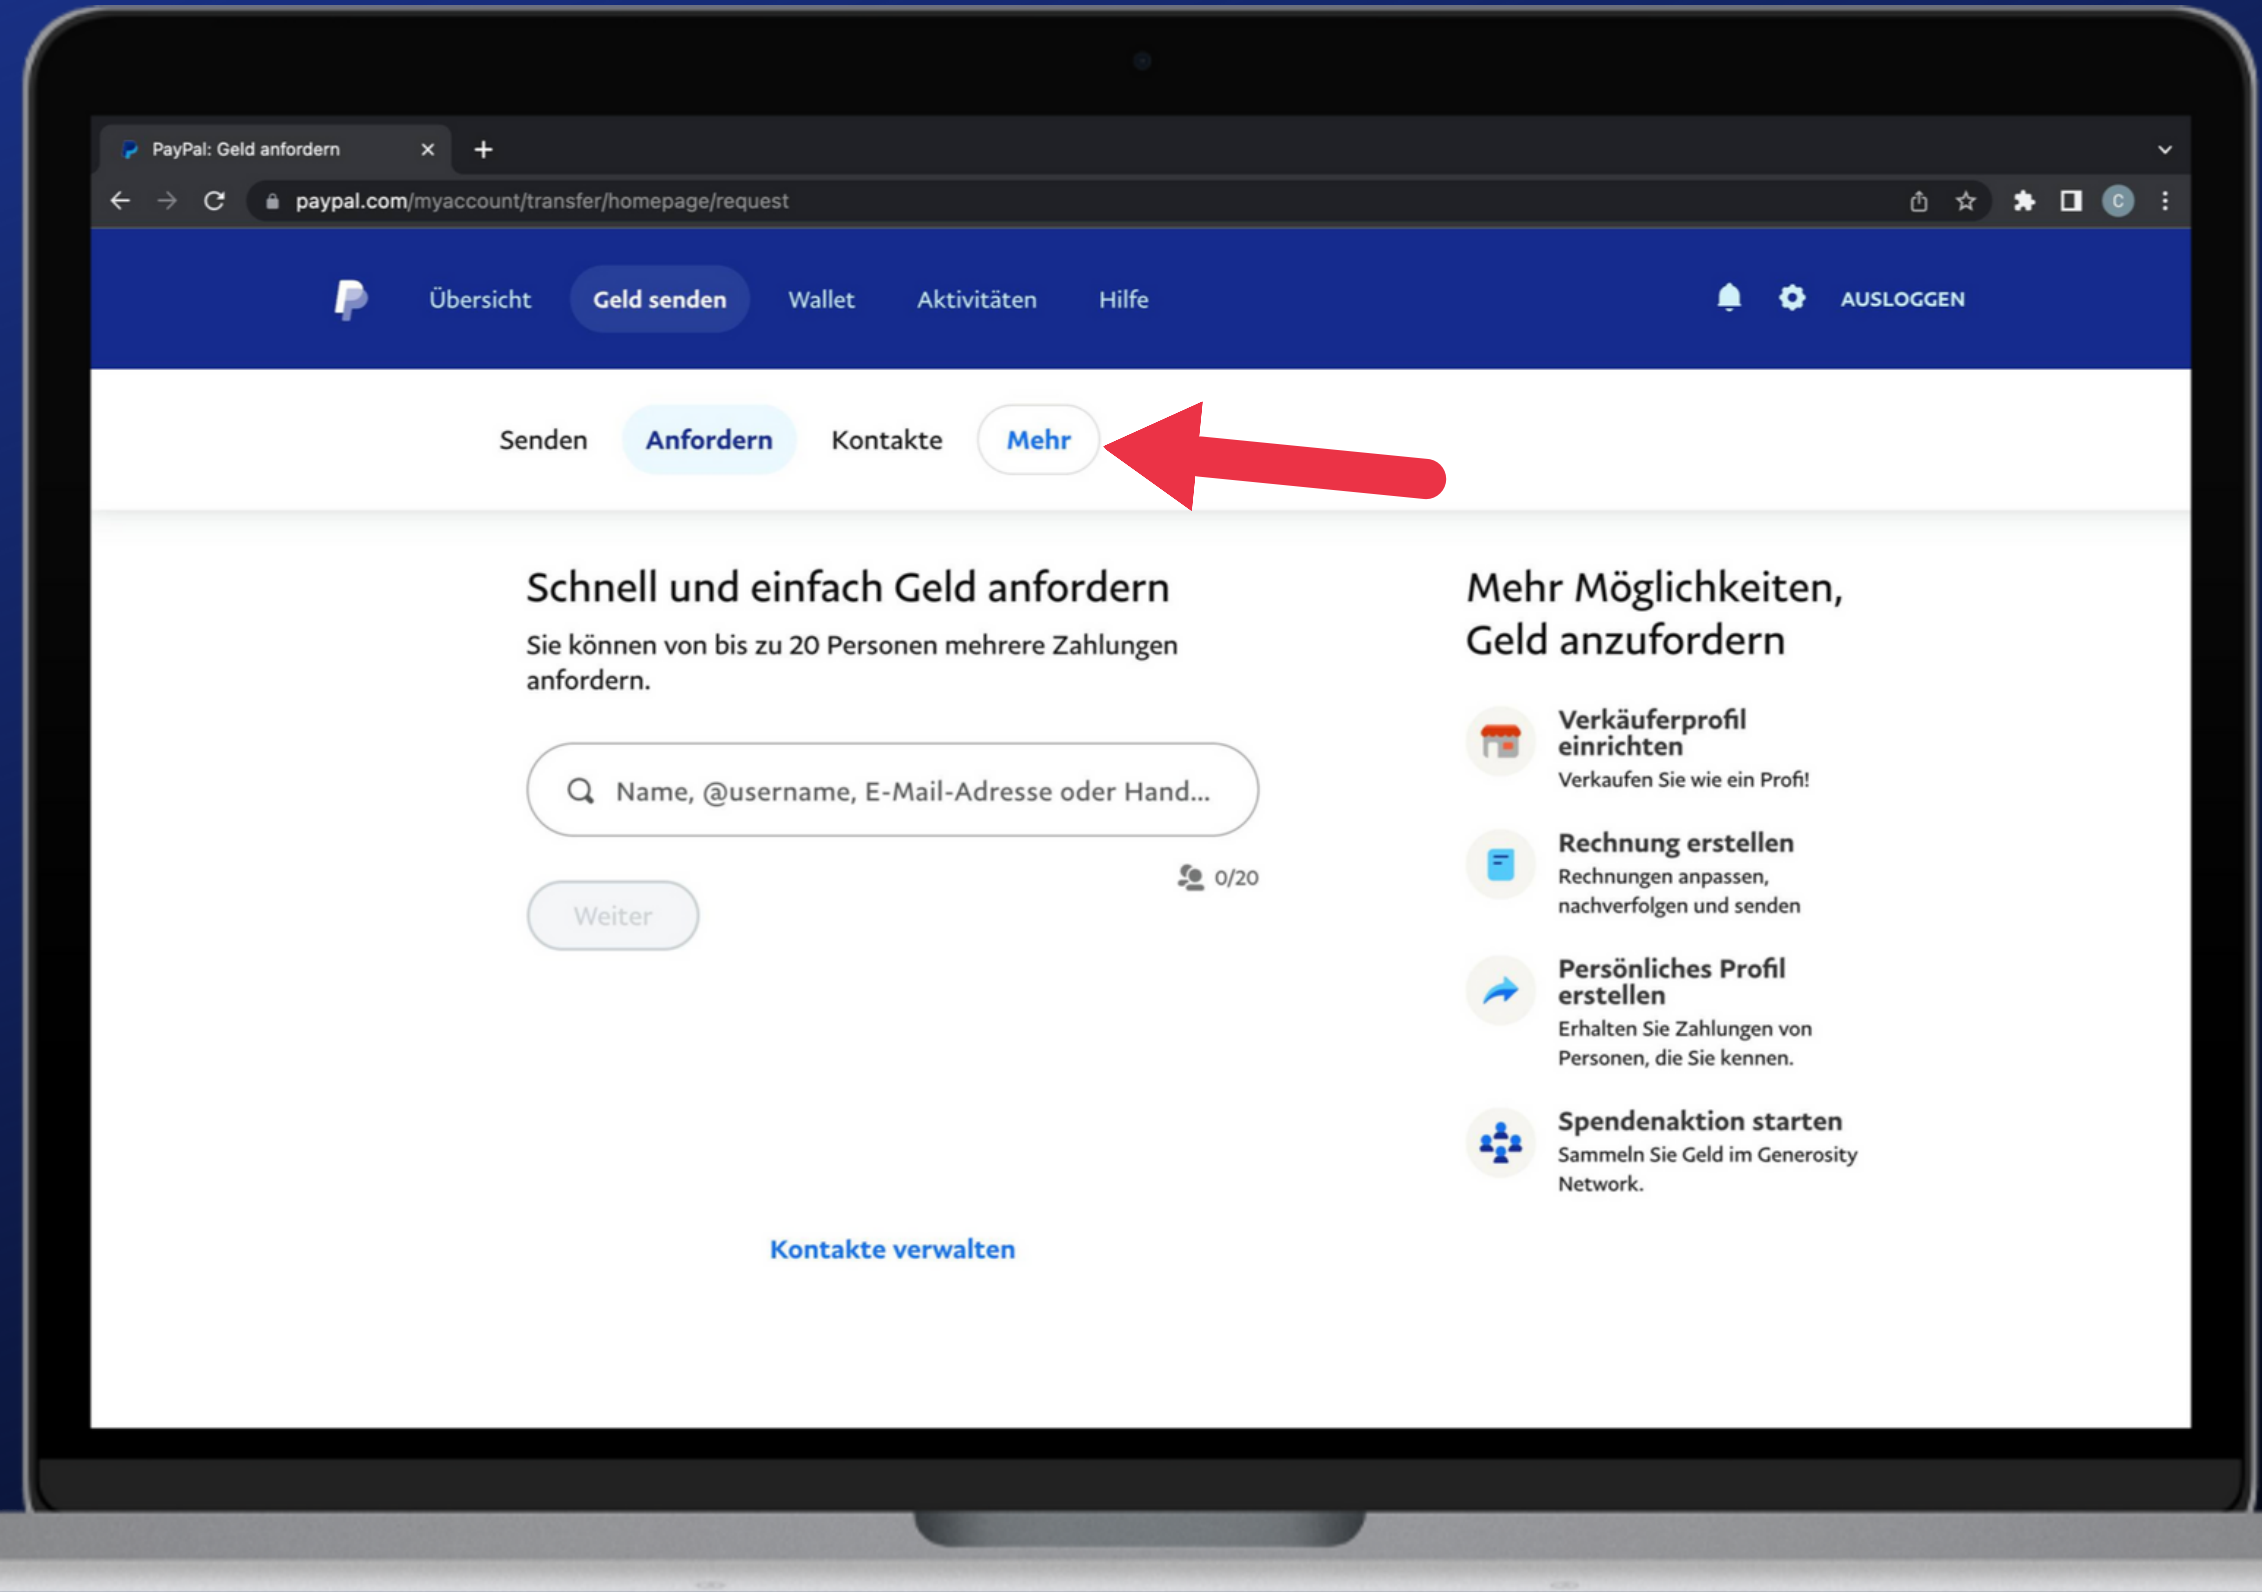 PayPal: Geld anfordern
paypal.com/myaccount/transfer/homepage/request
C
Übersicht
Geld senden
Wallet
Aktivitäten
Hilfe
AUSLOGGEN
Senden
Anfordern
Kontakte
Mehr
Schnell und einfach Geld anfordern
Sie können von bis zu 20 Personen mehrere Zahlungen
anfordern.
Name, @username, E-Mail-Adresse oder Hand...
0/20
Weiter
Kontakte verwalten
Mehr Möglichkeiten,
Geld anzufordern
Verkäuferprofil
einrichten
Verkaufen Sie wie ein Profi!
Rechnung erstellen
Rechnungen anpassen,
nachverfolgen und senden
Persönliches Profil
erstellen
Erhalten Sie Zahlungen von
Personen, die Sie kennen.
Spendenaktion starten
Sammeln Sie Geld im Generosity
Network.